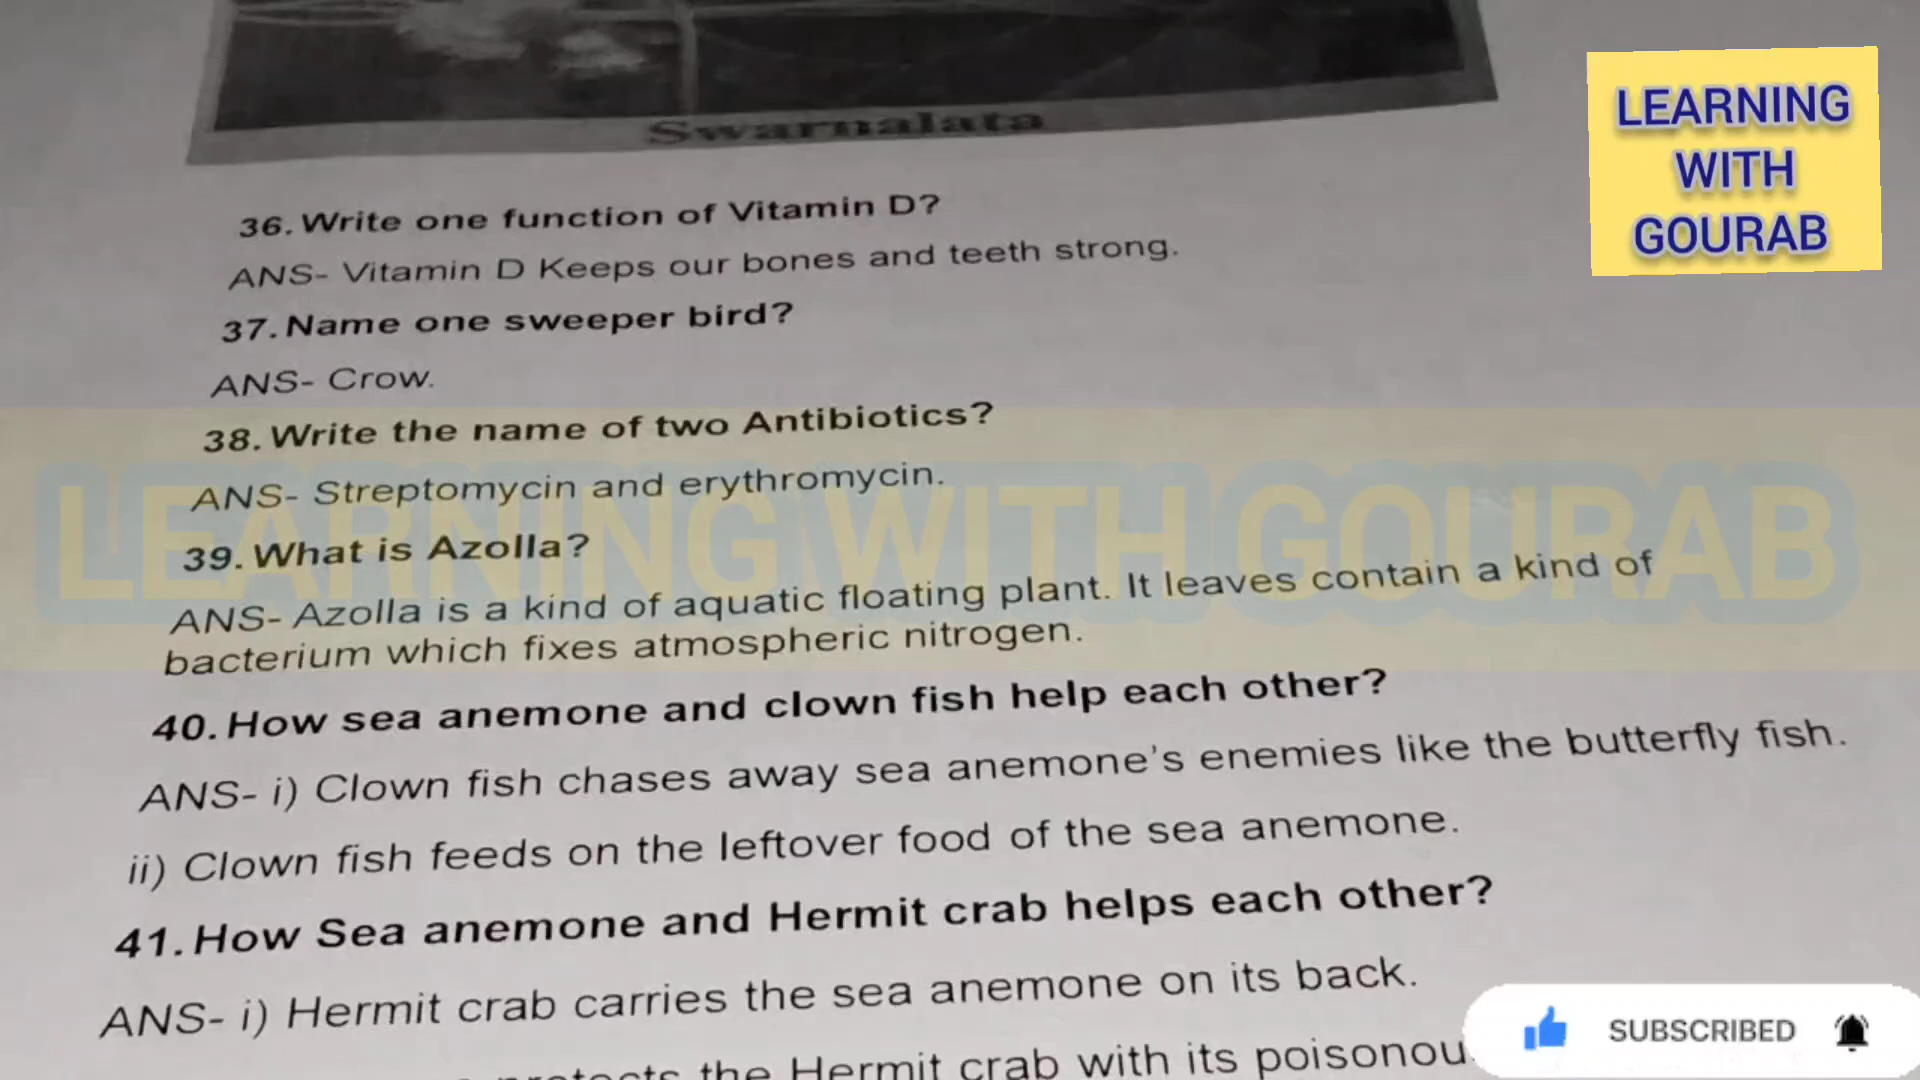 Swarnalata
LEARNING
WITH
GOURAB
36. Write one function of Vitamin D?
ANS- Vitamin D Keeps our bones and teeth strong.
37. Name one sweeper bird?
ANS- Crow.
38. Write the name of two Antibiotics?
ANS- Streptomycin and erythromycin.
LEARNING WITH GOURAB
39. What is Azolla?
ANS- Azolla is a kind of aquatic floating plant. It leaves contain a kind of
bacterium which fixes atmospheric nitrogen.
40. How sea anemone and clown fish help each other?
ANS- i) Clown fish chases away sea anemone's enemies like the butterfly fish.
ii) Clown fish feeds on the leftover food of the sea anemone.
41. How Sea anemone and Hermit crab helps each other?
ANS- i) Hermit crab carries the sea anemone on its back.
protects the Hermit crab with its
SUBSCRIBED